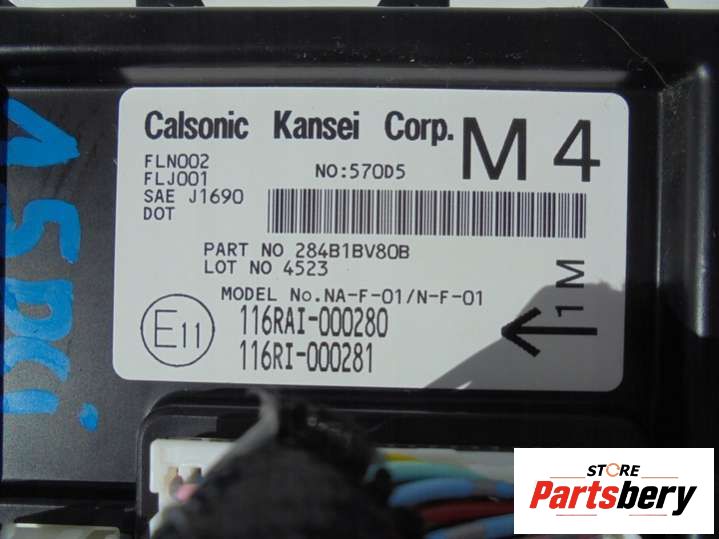 Calsonic Kansei Corp. M4
FLN002
FLJ001
SAE J1690
DOT
NO:570D5
PART NO 284B1BV80B
LOT NO 4523
MODEL No.NA-F-01/N-F-01
E11
116RAI-000280
116RI-000281
1M
STORE
Partsbery